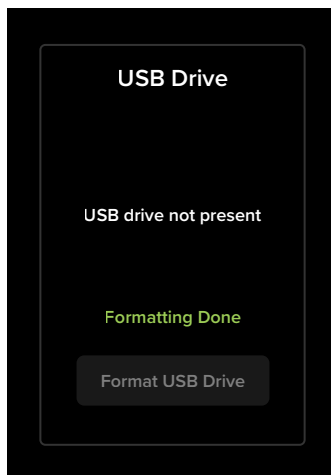 USB Drive
USB drive not present
Formatting Done
Format USB Drive